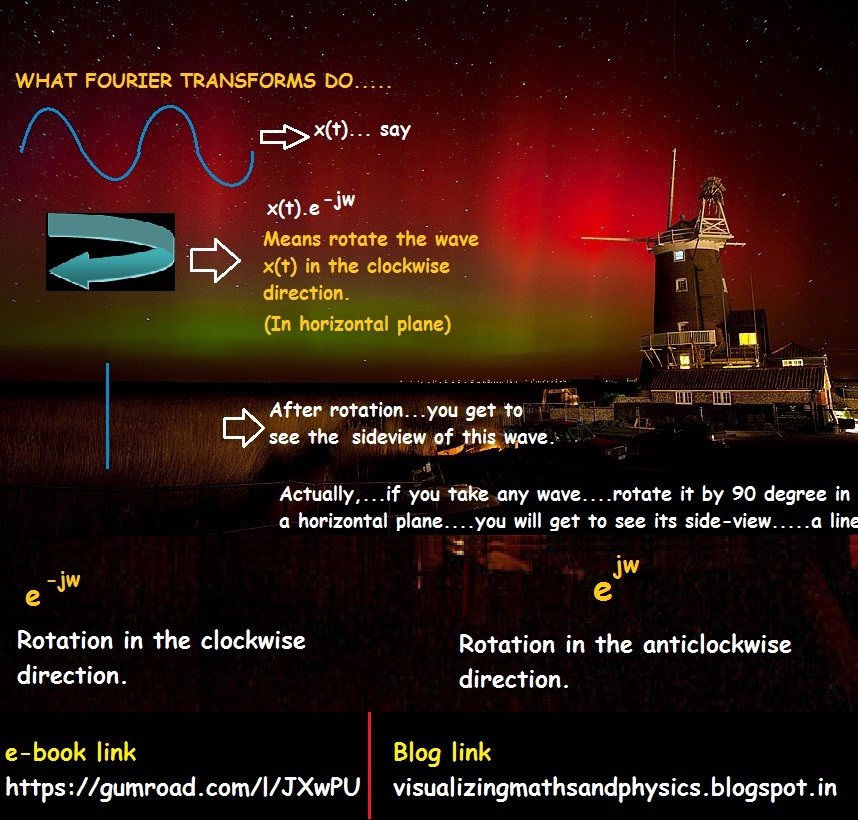 WHAT FOURIER TRANSFORMS DO.....
x(t)... say
x(t).e -jw
Means rotate the wave
x(t) in the clockwise
direction.
(In horizontal plane)
After rotation...you get to
see the sideview of this wave.
Actually,...if you take any wave....rotate it by 90 degree in
a horizontal plane....you will get to see its side-view.....a line
e -jw
Rotation in the clockwise
direction.
e jw
Rotation in the anticlockwise
direction.
e-book link
https://gumroad.com/l/JXwPU
Blog link
visualizingmathsandphysics.blogspot.in